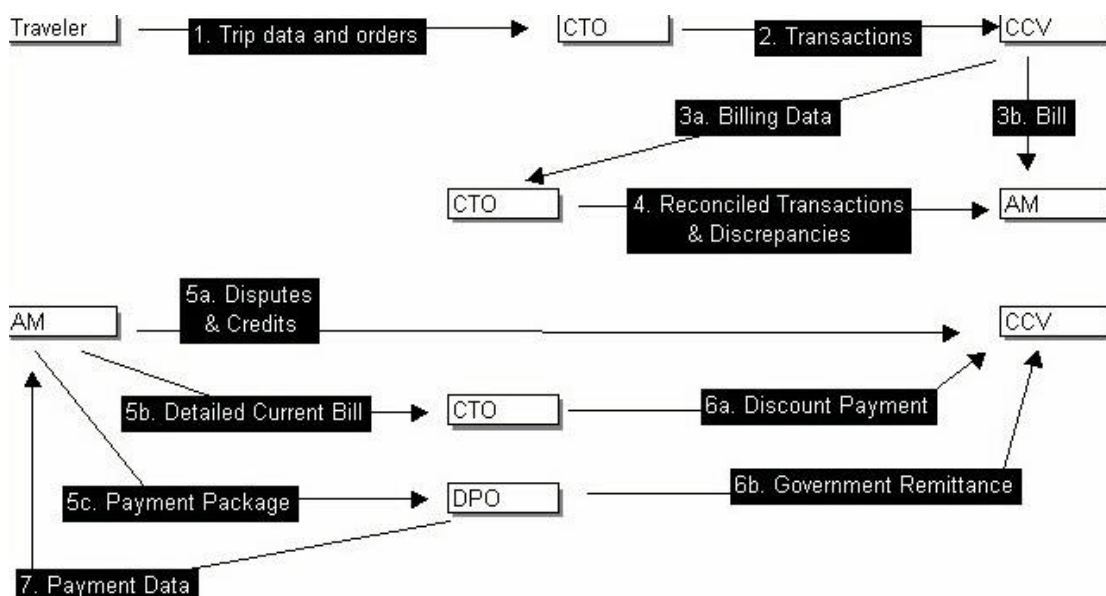 Traveler
1. Trip data and orders
CTO
2. Transactions
CCV
3a. Billing Data
3b. Bill
CTO
4. Reconciled Transactions
& Discrepancies
AM
5a. Disputes
& Credits
AM
CCV
5b. Detailed Current Bill
CTO
6a. Discount Payment
5c. Payment Package
DPO
6b. Government Remittance
7. Payment Data